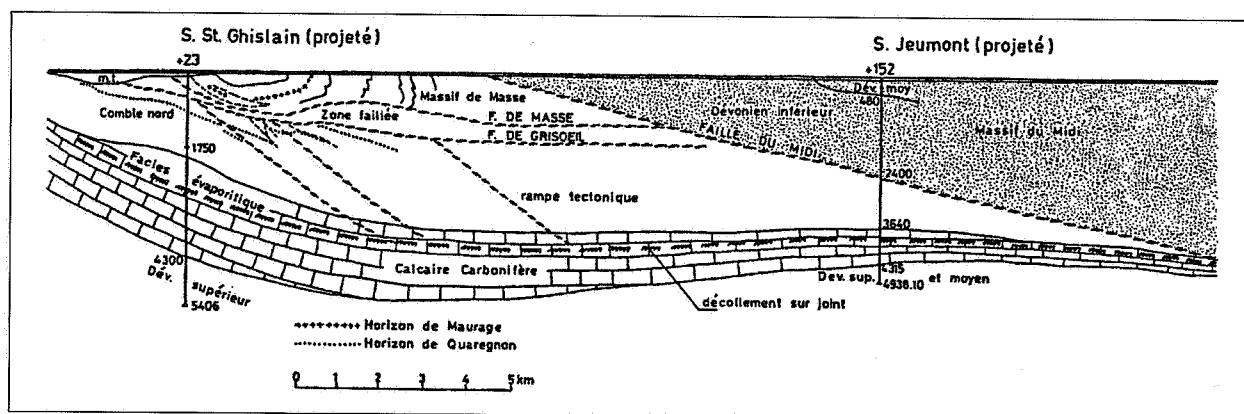 S. St. Ghislain (projeté)
+23
S. Jeumont (projeté)
+152
m.t.
Dév. moy
480
Massif de Masse
Dévonien inférieur
Massif du Midi
Comble nord
Zone faillée
F. DE MASSE
F. DE GRISOEIL
FAILLE DU MIDI
1750
Faciès évaporitique
rampe tectonique
2400
3640
4300
Calcaire Carbonifère
4315
Dév. supérieur
Dev. sup. et moyen
4938.10
5406
décollement sur joint
Horizon de Maurage
Horizon de Quaregnon
0 1 2 3 4 5 km